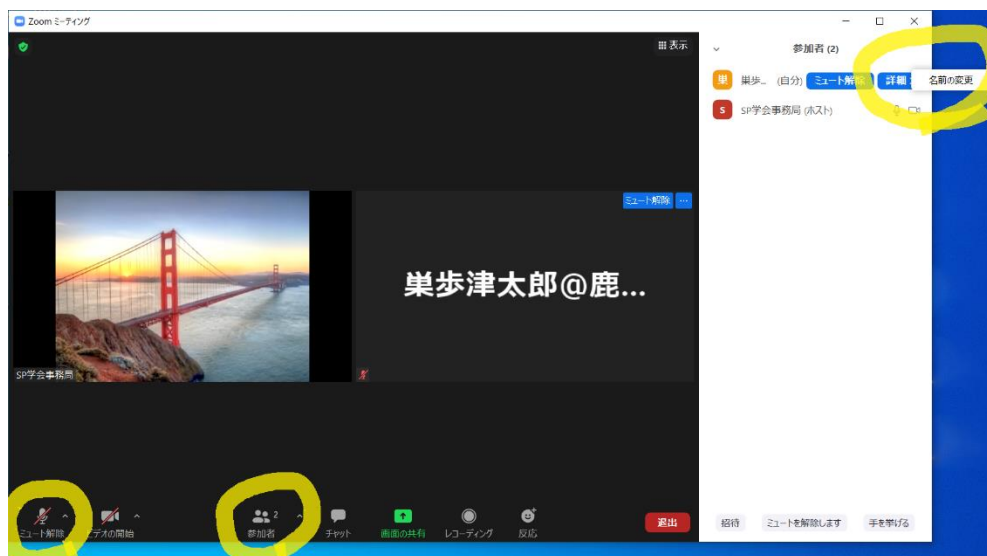 Zoom ミーティング
表示
参加者 (2)
巣 巣歩... (自分) ミュート解除 詳細 名前の変更
S SP学会事務局 (ホスト)
ミュート解除 ...
巣歩津太郎@鹿...
SP学会事務局
ミュート解除
ビデオの開始
2
参加者
チャット
画面の共有
レコーディング
反応
退出
招待
ミュートを解除します
手を挙げる